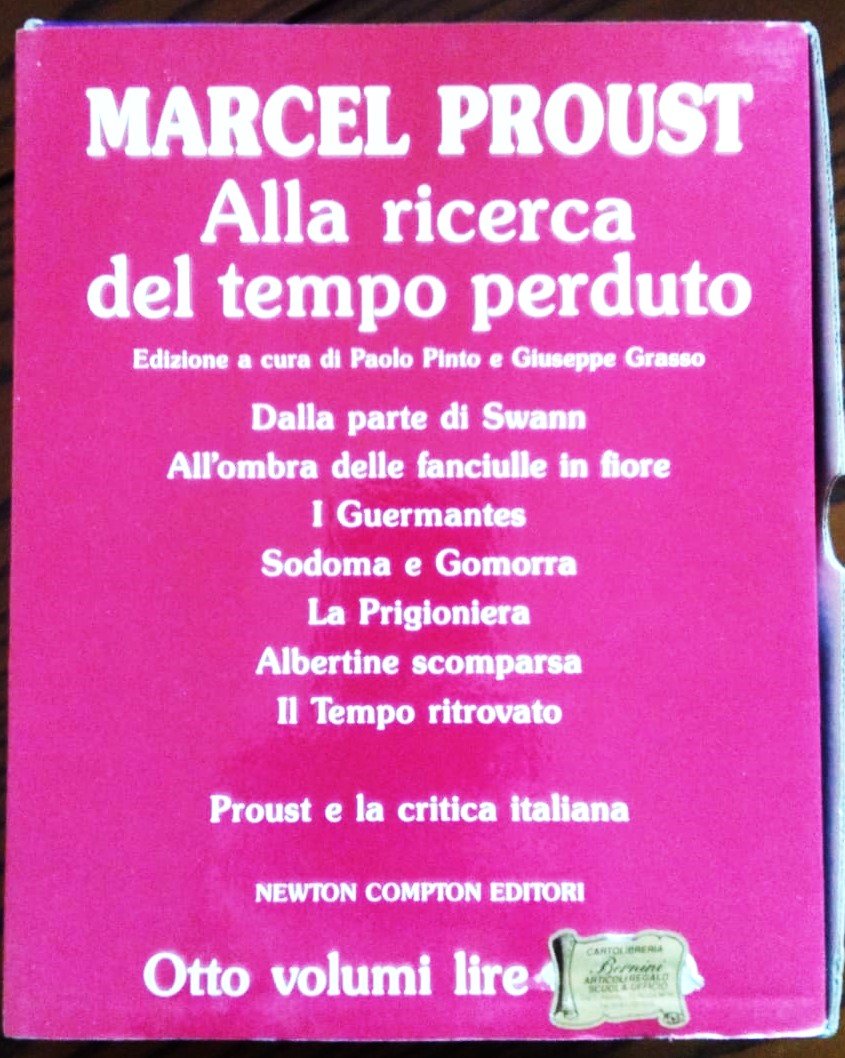 MARCEL PROUST
Alla ricerca
del tempo perduto
Edizione a cura di Paolo Pinto e Giuseppe Grasso
Dalla parte di Swann
All'ombra delle fanciulle in fiore
I Guermantes
Sodoma e Gomorra
La Prigioniera
Albertine scomparsa
Il Tempo ritrovato
Proust e la critica italiana
NEWTON COMPTON EDITORI
Otto volumi lire
CARTOLIBRERIA
Bernini
ARTICOLI REGALO
SCUOLA UFFICIO